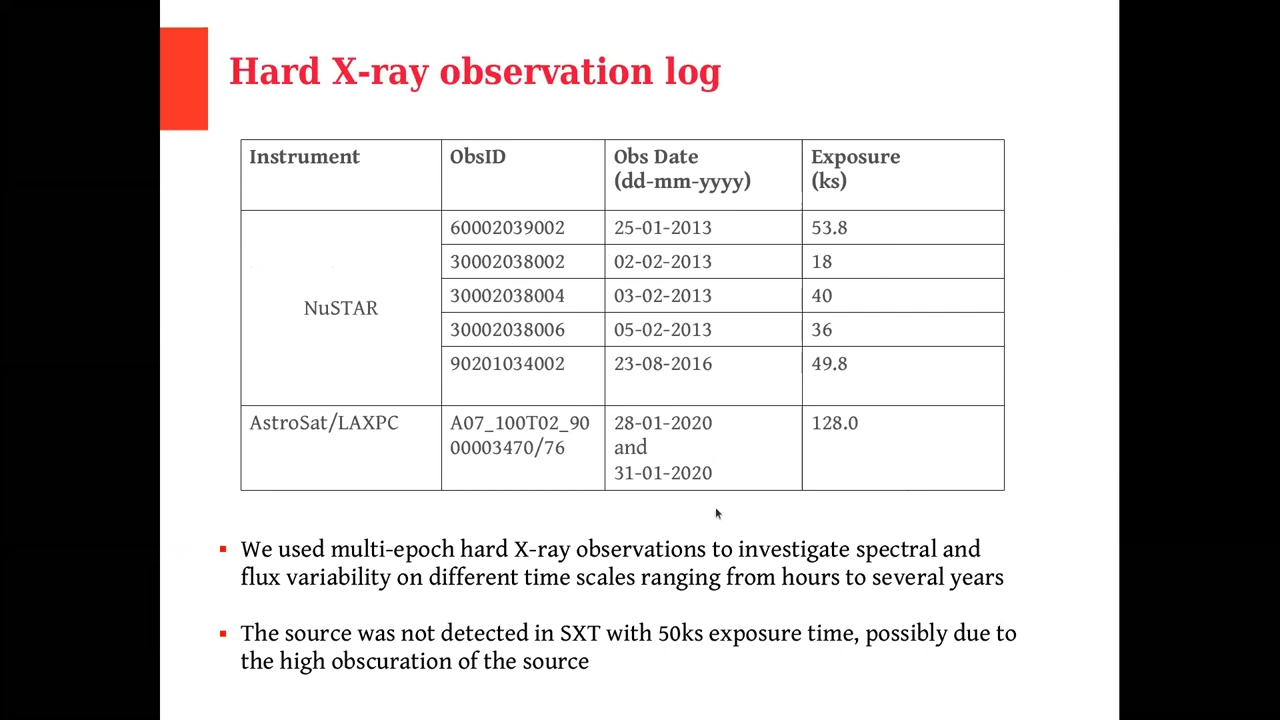 Hard X-ray observation log
Instrument ObsID Obs Date Exposure
(dd-mm-yyyy) (ks)
60002039002 25-01-2013 53.8
30002038002 02-02-2013 18
30002038004 03-02-2013 40
NuSTAR
30002038006 05-02-2013 36
90201034002 23-08-2016 49.8
AstroSat/LAXPC A07_100T02_90 28-01-2020 128.0
00003470/76 and
31-01-2020
We used multi-epoch hard X-ray observations to investigate spectral and
flux variability on different time scales ranging from hours to several years
The source was not detected in SXT with 50ks exposure time, possibly due to
the high obscuration of the source